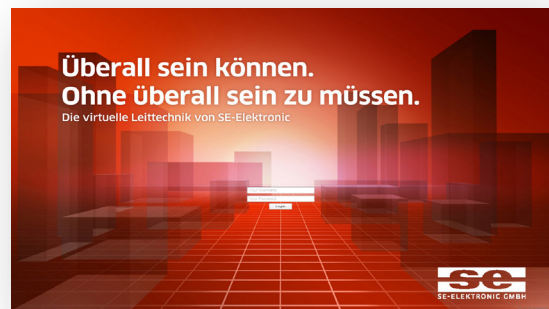 Überall sein können.
Ohne überall sein zu müssen.
Die virtuelle Leittechnik von SE-Elektronic
Login
se
SE-ELEKTRONIC GMBH